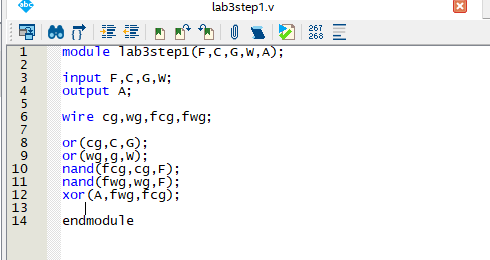 lab3step1.v
abc
267
268
1 module lab3step1(F,C,G,W,A);
2
3 input F,C,G,W;
4 output A;
5
6 wire cg,wg,fcg,fwg;
7
8 or(cg,C,G);
9 or(wg,g,W);
10 nand(fcg,cg,F);
11 nand(fwg,wg,F);
12 xor(A,fwg,fcg);
13
14 endmodule